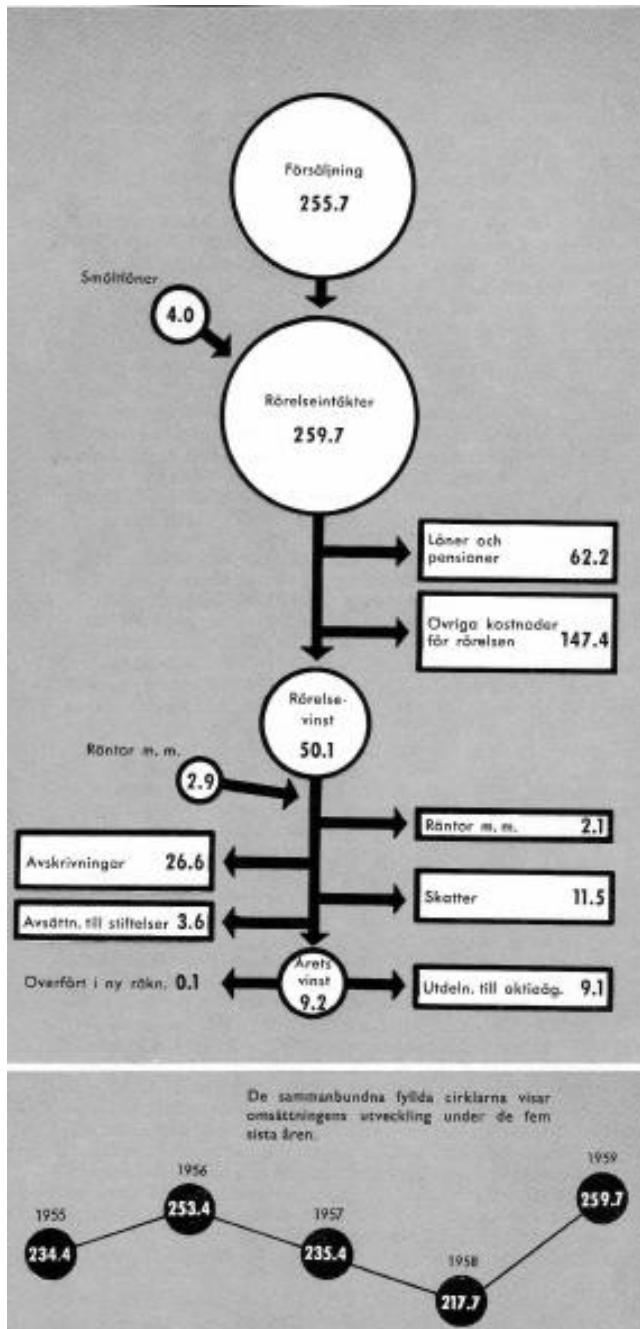 Försäljning
255.7
Smältlöner
4.0
Rörelseintäkter
259.7
Löner och
pensioner 62.2
Övriga kostnader
för rörelsen 147.4
Rörelse-
vinst
50.1
Räntor m. m.
2.9
Räntor m. m. 2.1
Avskrivningar 26.6
Skatter 11.5
Avsättn. till stiftelser 3.6
Årets
vinst
9.2
Överfört i ny räkn. 0.1
Utdeln. till aktieäg. 9.1
De sammanbundna fyllda cirklarna visar
omsättningens utveckling under de fem
sista åren.
1955
234.4
1956
253.4
1957
235.4
1958
217.7
1959
259.7